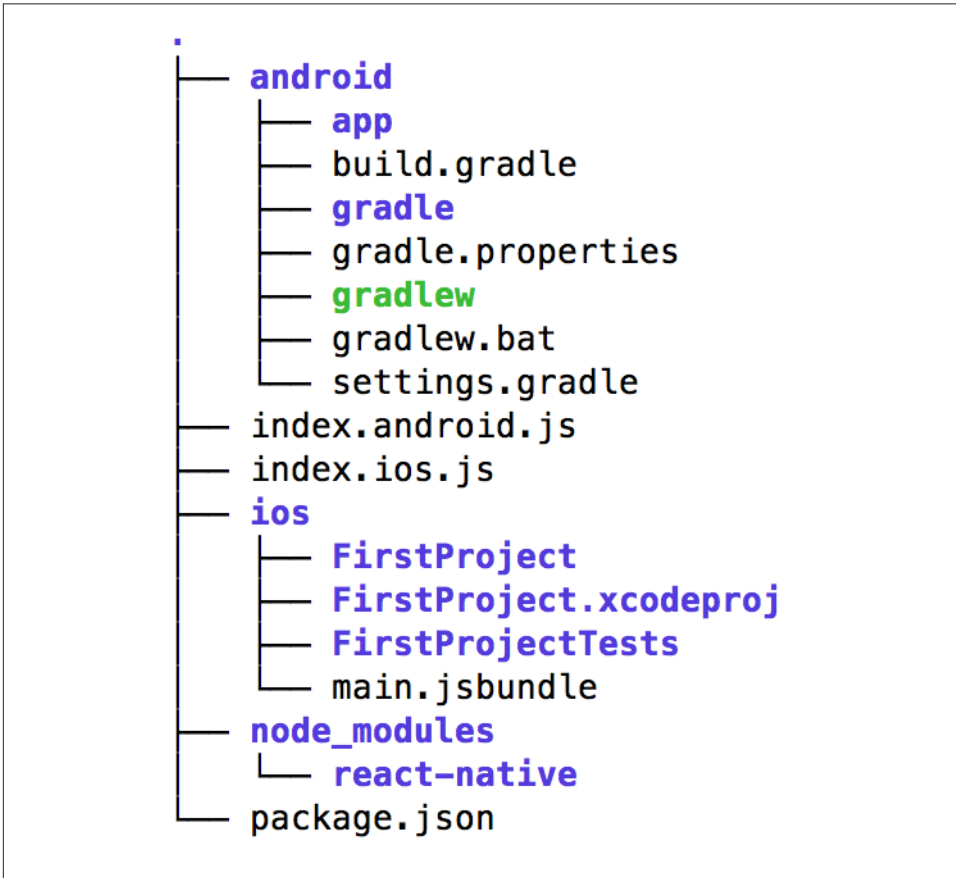 .
├── android
│   ├── app
│   ├── build.gradle
│   ├── gradle
│   ├── gradle.properties
│   ├── gradlew
│   ├── gradlew.bat
│   └── settings.gradle
├── index.android.js
├── index.ios.js
├── ios
│   ├── FirstProject
│   ├── FirstProject.xcodeproj
│   ├── FirstProjectTests
│   └── main.jsbundle
├── node_modules
│   └── react-native
└── package.json